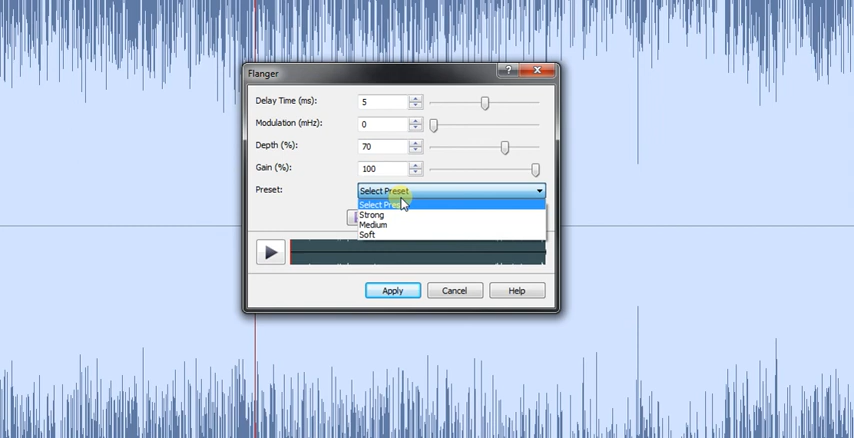 Flanger
Delay Time (ms): 5
Modulation (mHz): 0
Depth (%): 70
Gain (%): 100
Preset: Select Preset
Select Preset
Strong
Medium
Soft
Apply Cancel Help